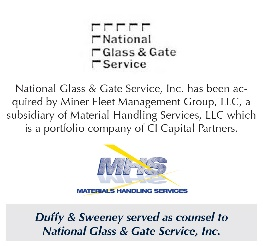 National
Glass & Gate
Service
National Glass & Gate Service, Inc. has been ac-
quired by Miner Fleet Management Group, LLC, a
subsidiary of Material Handling Services, LLC which
is a portfolio company of CI Capital Partners.
MHS
MATERIALS HANDLING SERVICES
Duffy & Sweeney served as counsel to
National Glass & Gate Service, Inc.